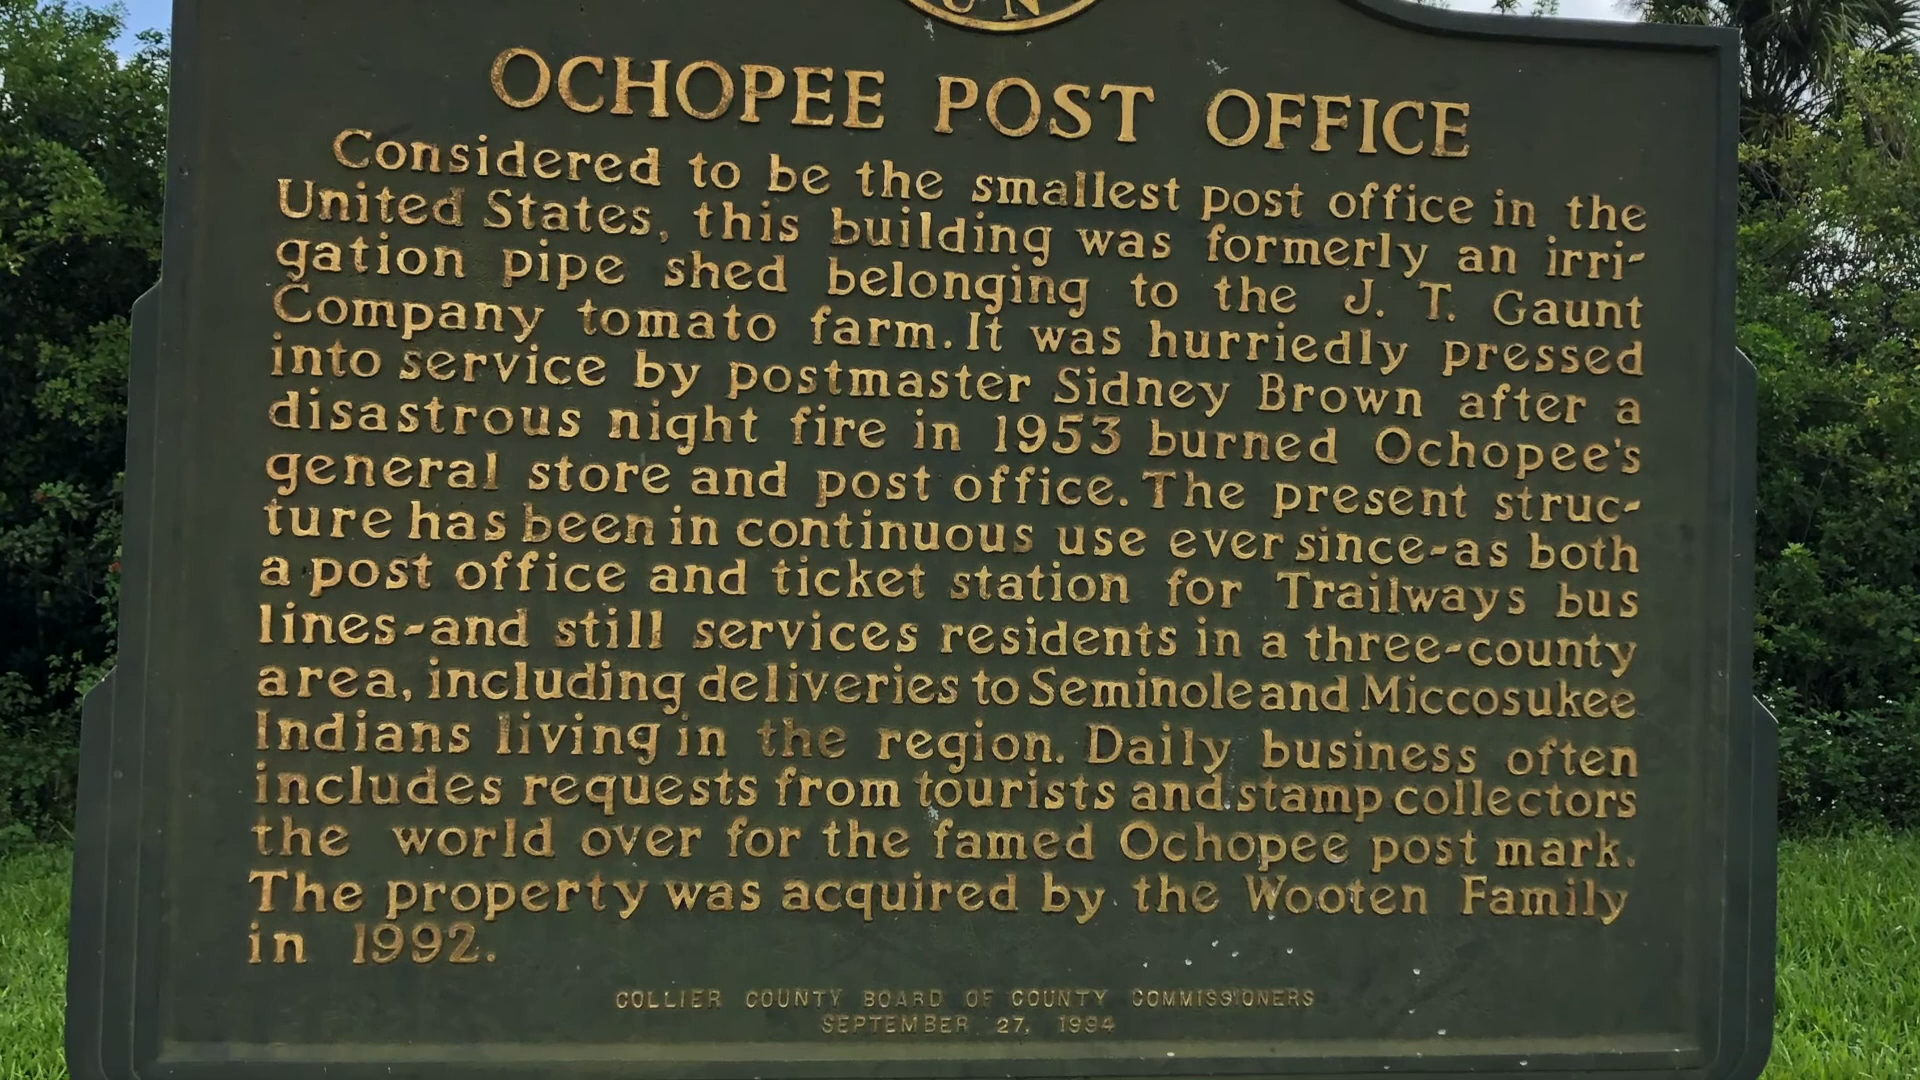 OCHOPEE POST OFFICE
Considered to be the smallest post office in the
United States, this building was formerly an irri-
gation pipe shed belonging to the J. T. Gaunt
Company tomato farm. It was hurriedly pressed
into service by postmaster Sidney Brown after a
disastrous night fire in 1953 burned Ochopee's
general store and post office. The present struc-
ture has been in continuous use ever since-as both
a post office and ticket station for Trailways bus
lines-and still services residents in a three-county
area, including deliveries to Seminole and Miccosukee
Indians living in the region. Daily business often
includes requests from tourists and stamp collectors
the world over for the famed Ochopee post mark.
The property was acquired by the Wooten Family
in 1992.
COLLIER COUNTY BOARD OF COUNTY COMMISSIONERS
SEPTEMBER 27, 1994